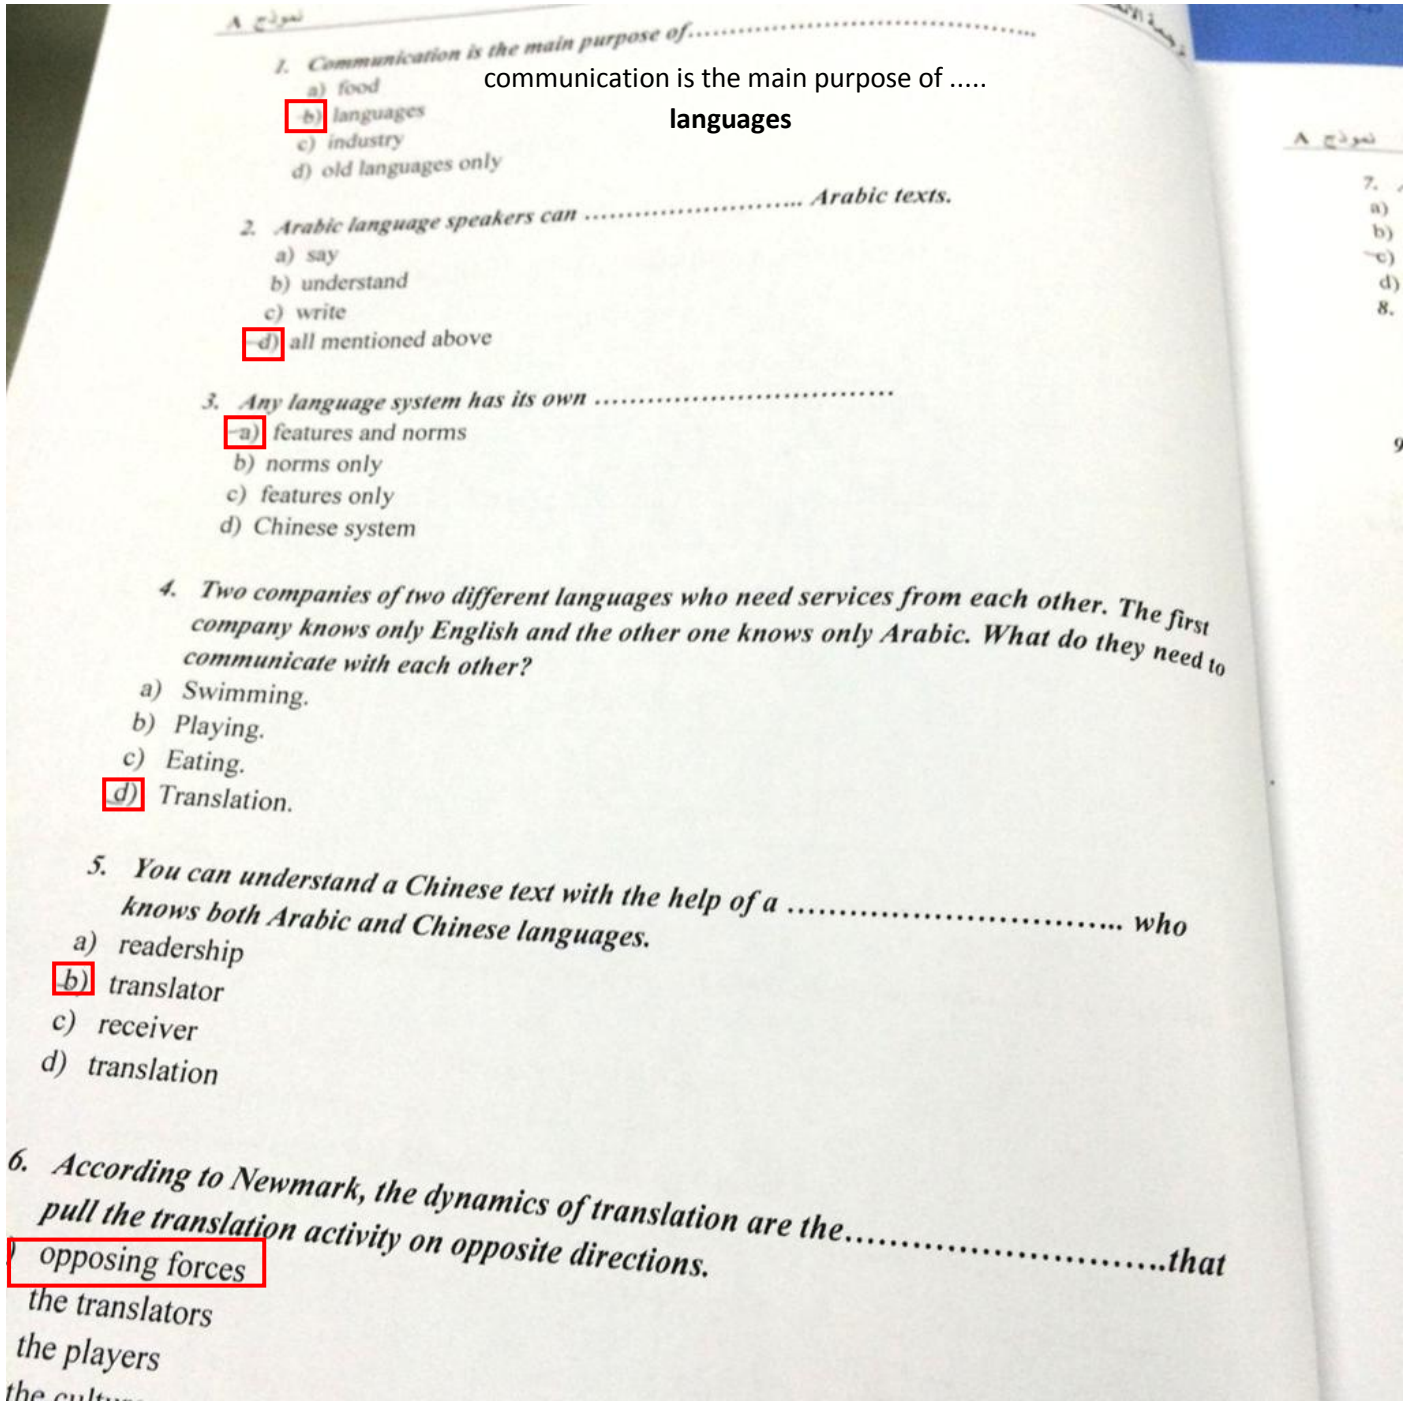 نموذج A
1. Communication is the main purpose of................................................
communication is the main purpose of .....
a) food
b) languages
languages
c) industry
d) old languages only
2. Arabic language speakers can .......................... Arabic texts.
a) say
b) understand
c) write
d) all mentioned above
3. Any language system has its own ..................................
a) features and norms
b) norms only
c) features only
d) Chinese system
4. Two companies of two different languages who need services from each other. The first
company knows only English and the other one knows only Arabic. What do they need to
communicate with each other?
a) Swimming.
b) Playing.
c) Eating.
d) Translation.
5. You can understand a Chinese text with the help of a .................................. who
knows both Arabic and Chinese languages.
a) readership
b) translator
c) receiver
d) translation
6. According to Newmark, the dynamics of translation are the..................................that
pull the translation activity on opposite directions.
) opposing forces
the translators
the players
the
نموذج A
7.
a)
b)
c)
d)
8.
9